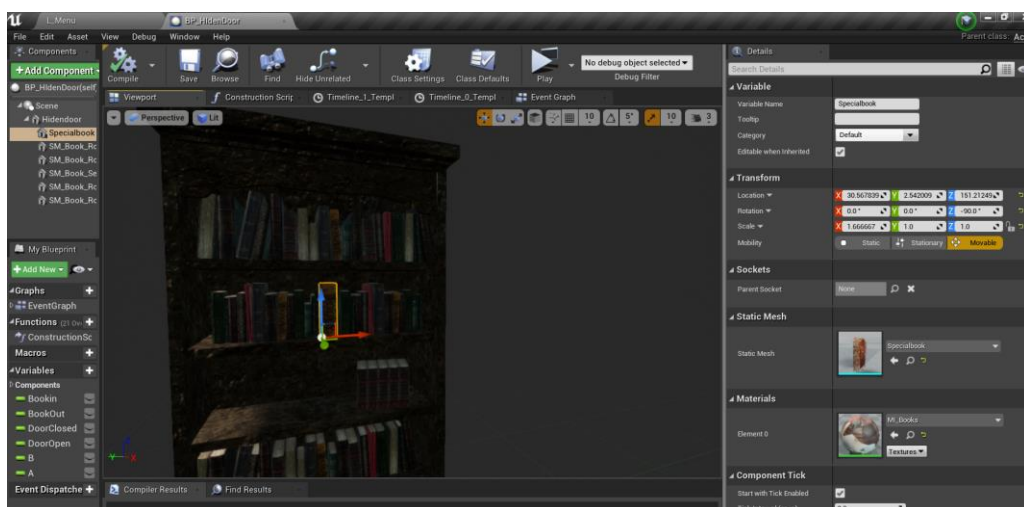 L_Menu
BP_HidenDoor
File Edit Asset View Debug Window Help
Parent class: Ac
Components
+Add Component
BP_HidenDoor(self
Scene
Hidendoor
Specialbook
SM_Book_Ro
SM_Book_Ro
SM_Book_Se
SM_Book_Ro
SM_Book_Ro
Compile
Save
Browse
Find
Hide Unrelated
Class Settings
Class Defaults
Play
No debug object selected
Debug Filter
Viewport
Construction Scrip
Timeline_1_Templ
Timeline_0_Templ
Event Graph
Perspective
Lit
10
5°
10
3
My Blueprint
+Add New
Graphs
EventGraph
Functions
ConstructionSc
Macros
Variables
Components
Bookin
BookOut
DoorClosed
DoorOpen
B
A
Event Dispatche
Compiler Results
Find Results
Details
Search Details
Variable
Variable Name Specialbook
Tooltip
Category Default
Editable when Inherited
Transform
Location X 30.567839 Y 2.542009 Z 151.21249
Rotation X 0.0° Y 0.0° Z -90.0°
Scale X 1.666667 Y 1.0 Z 1.0
Mobility Static Stationary Movable
Sockets
Parent Socket None
Static Mesh
Static Mesh Specialbook
Materials
Element 0 MI_Books
Textures
Component Tick
Start with Tick Enabled